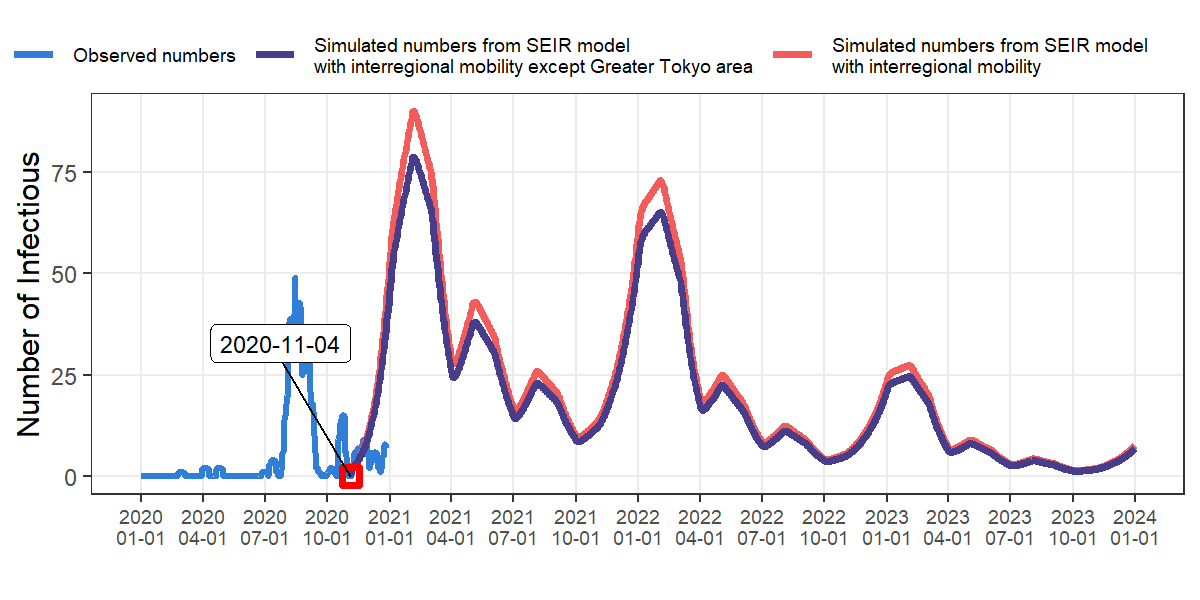 Observed numbers
Simulated numbers from SEIR model
with interregional mobility except Greater Tokyo area
Simulated numbers from SEIR model
with interregional mobility
Number of Infectious
75
50
25
0
2020-11-04
2020 2020 2020 2020 2021 2021 2021 2021 2022 2022 2022 2022 2023 2023 2023 2023 2024
01-01 04-01 07-01 10-01 01-01 04-01 07-01 10-01 01-01 04-01 07-01 10-01 01-01 04-01 07-01 10-01 01-01